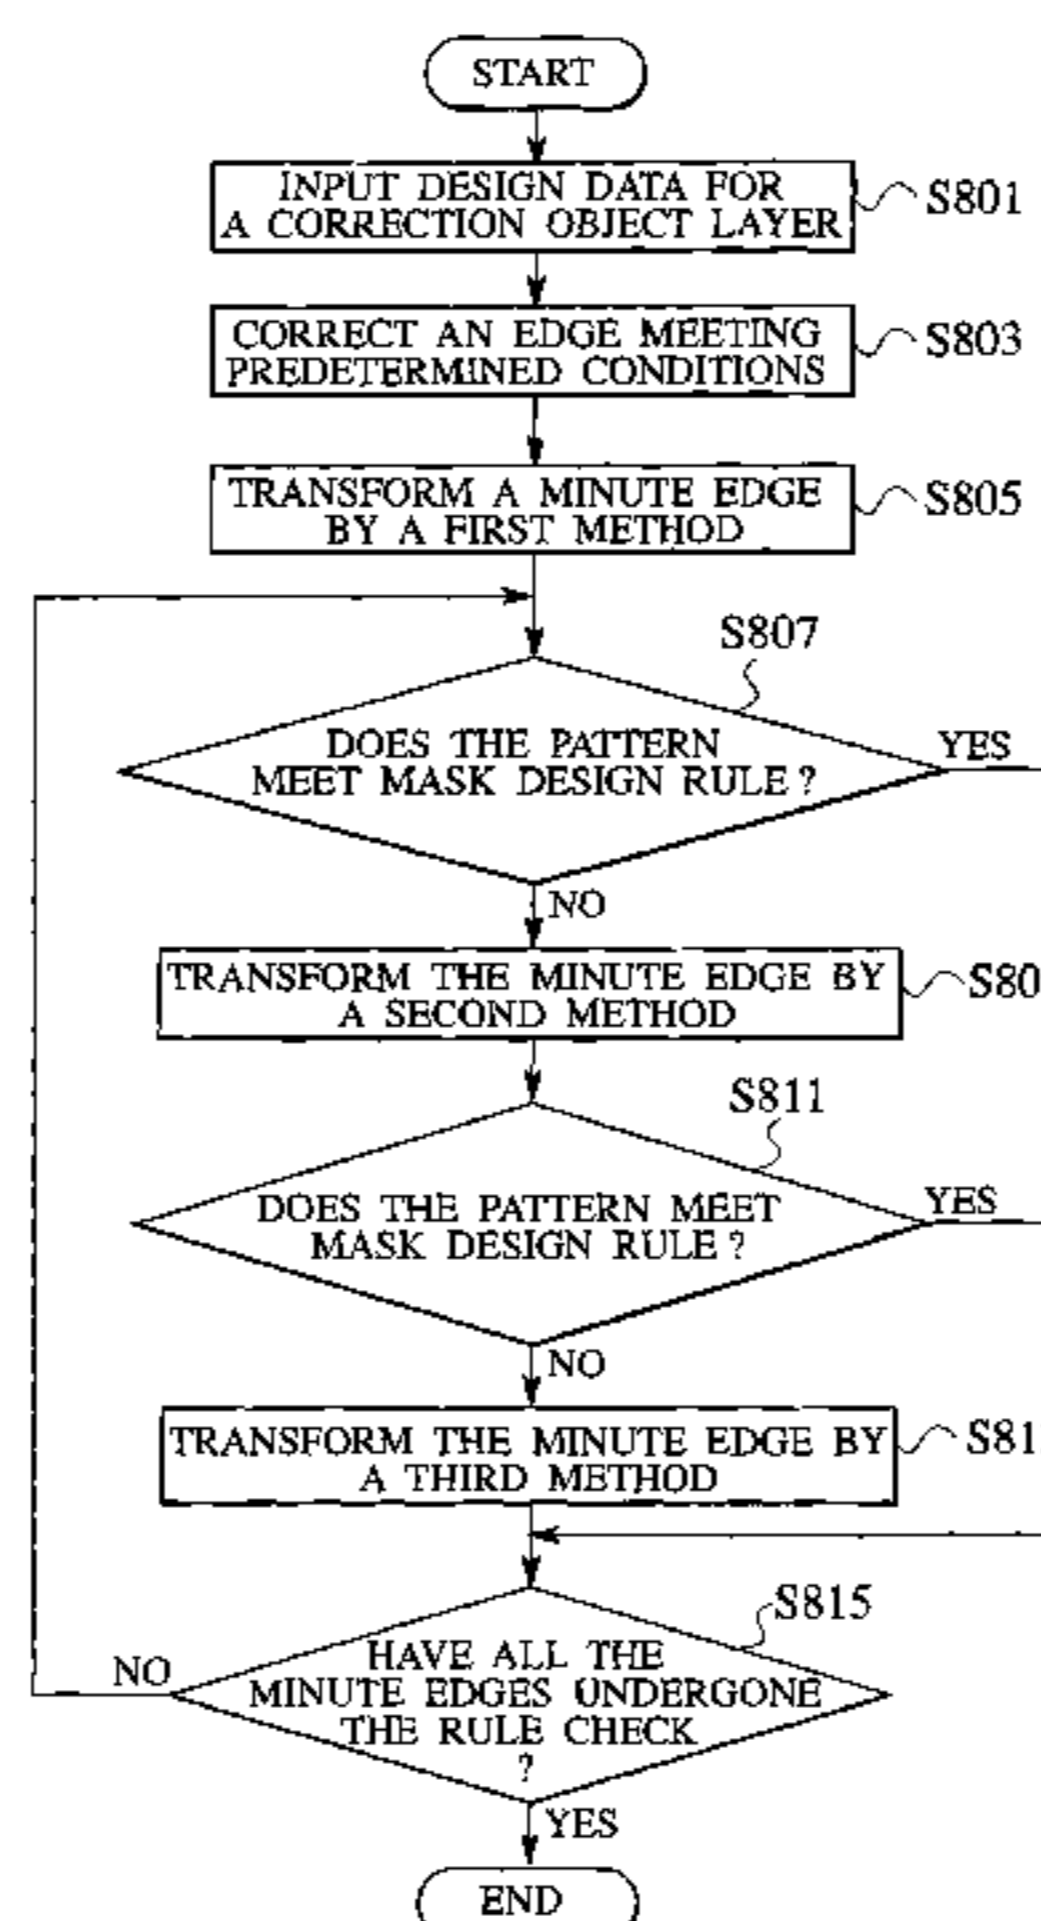 START
INPUT DESIGN DATA FOR
A CORRECTION OBJECT LAYER
S801
CORRECT AN EDGE MEETING
PREDETERMINED CONDITIONS
S803
TRANSFORM A MINUTE EDGE
BY A FIRST METHOD
S805
S807
DOES THE PATTERN
MEET MASK DESIGN RULE ?
YES
NO
TRANSFORM THE MINUTE EDGE BY
A SECOND METHOD
S80
S811
DOES THE PATTERN MEET
MASK DESIGN RULE ?
YES
NO
TRANSFORM THE MINUTE EDGE BY
A THIRD METHOD
S81
S815
HAVE ALL THE
MINUTE EDGES UNDERGONE
THE RULE CHECK
?
NO
YES
END